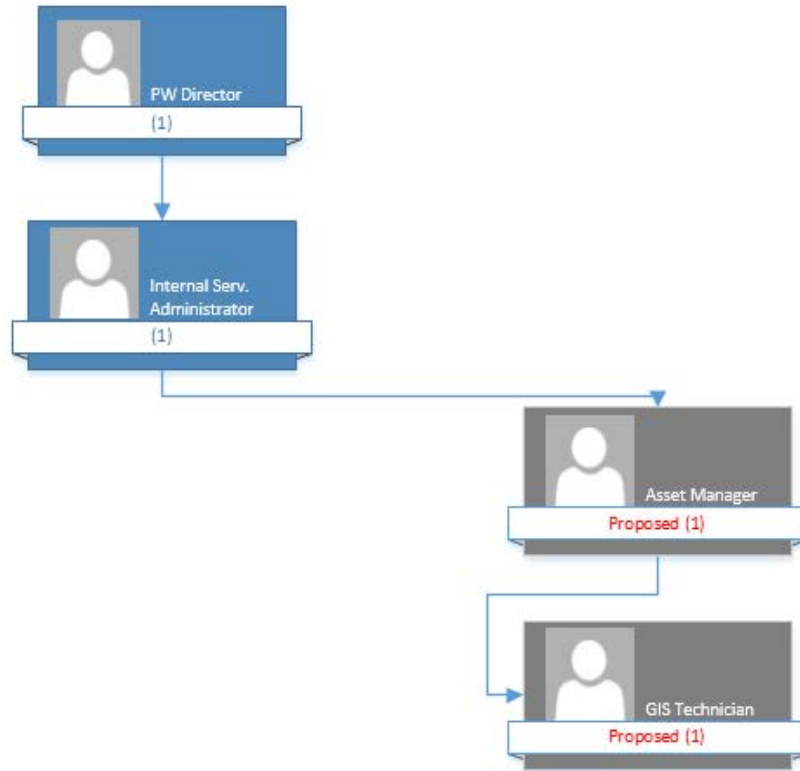 PW Director
(1)
Internal Serv.
Administrator
(1)
Asset Manager
Proposed (1)
GIS Technician
Proposed (1)